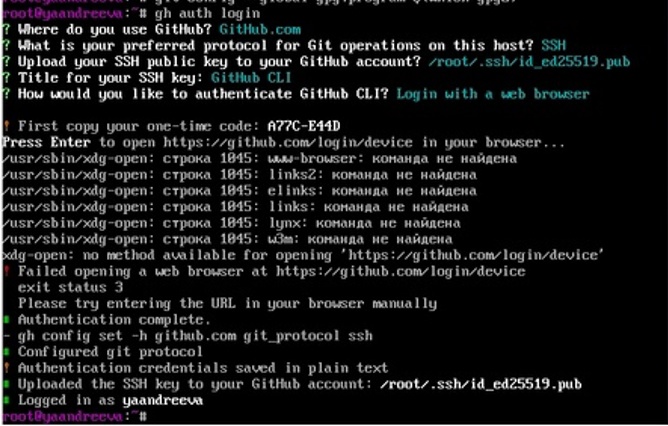 root@yaandreeva:~# gh auth login
? Where do you use GitHub? GitHub.com
? What is your preferred protocol for Git operations on this host? SSH
? Upload your SSH public key to your GitHub account? /root/.ssh/id_ed25519.pub
? Title for your SSH key: GitHub CLI
? How would you like to authenticate GitHub CLI? Login with a web browser
! First copy your one-time code: A77C-E44D
Press Enter to open https://github.com/login/device in your browser...
/usr/sbin/xdg-open: строка 1045: www-browser: команда не найдена
/usr/sbin/xdg-open: строка 1045: links2: команда не найдена
/usr/sbin/xdg-open: строка 1045: elinks: команда не найдена
/usr/sbin/xdg-open: строка 1045: links: команда не найдена
/usr/sbin/xdg-open: строка 1045: lynx: команда не найдена
/usr/sbin/xdg-open: строка 1045: w3m: команда не найдена
xdg-open: no method available for opening 'https://github.com/login/device'
! Failed opening a web browser at https://github.com/login/device
exit status 3
Please try entering the URL in your browser manually
Authentication complete.
- gh config set -h github.com git_protocol ssh
Configured git protocol
! Authentication credentials saved in plain text
Uploaded the SSH key to your GitHub account: /root/.ssh/id_ed25519.pub
Logged in as yaandreeva
root@yaandreeva:~#